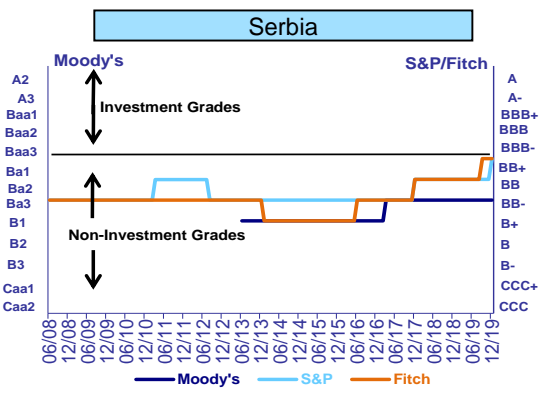 Serbia
Moody's
S&P/Fitch
A2
A
A3
A-
Baa1
BBB+
Baa2
BBB
Baa3
BBB-
Ba1
BB+
Ba2
BB
Ba3
BB-
B1
B+
B2
B
B3
B-
Caa1
CCC+
Caa2
CCC
Investment Grades
Non-Investment Grades
06/08
12/08
06/09
12/09
06/10
12/10
06/11
12/11
06/12
12/12
06/13
12/13
06/14
12/14
06/15
12/15
06/16
12/16
06/17
12/17
06/18
12/18
06/19
12/19
Moody's
S&P
Fitch